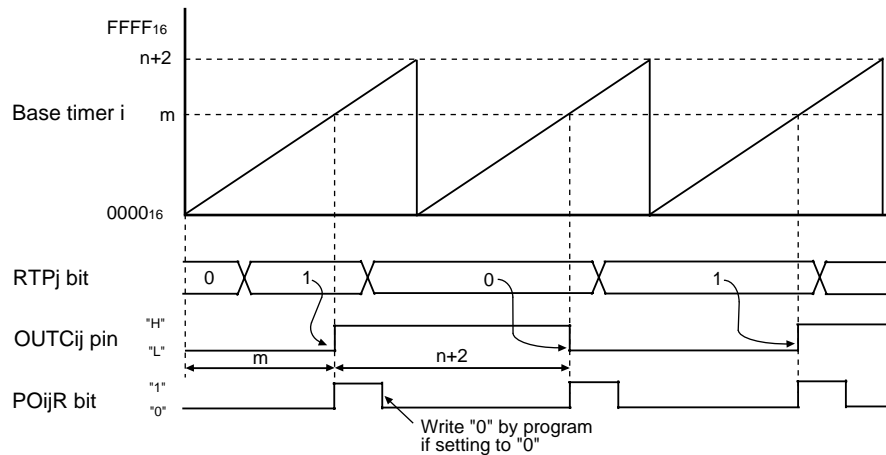 FFFF16
n+2
Base timer i
m
000016
RTPj bit
0 1 0 1
OUTCij pin
"H"
"L"
m
n+2
POijR bit
"1"
"0"
Write "0" by program
if setting to "0"